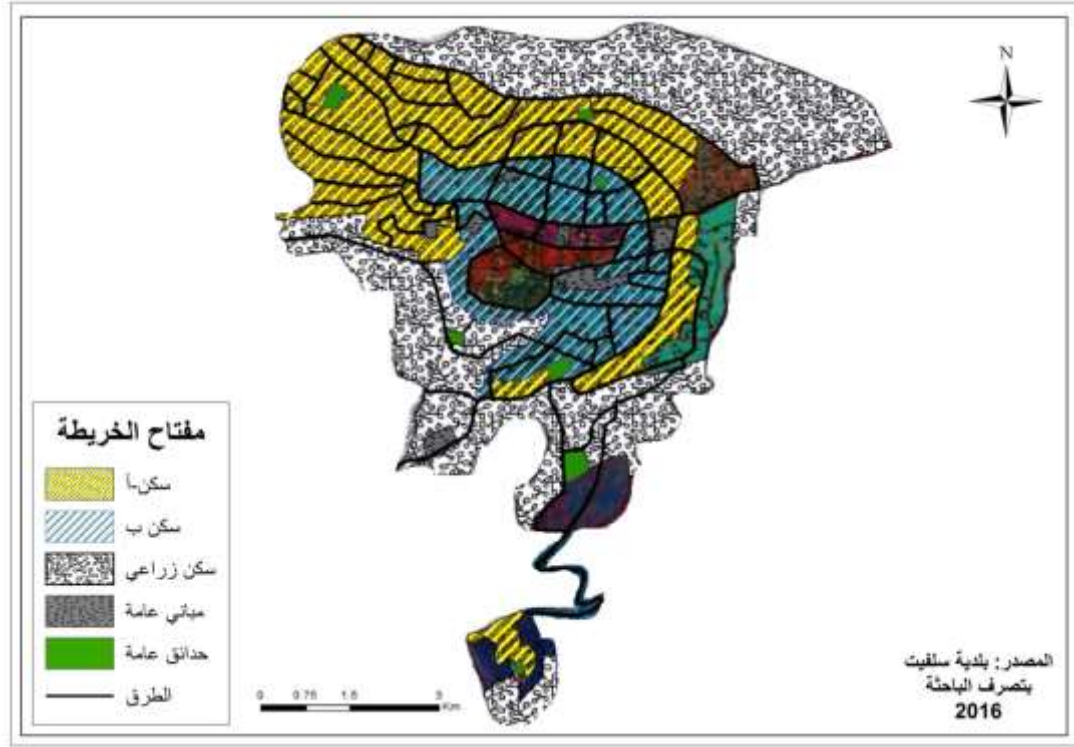 N
مفتاح الخريطة
سكن-أ
سكن ب
سكن زراعي
مباني عامة
حدائق عامة
الطرق
0 0.75 1.5 3
Km
المصدر: بلدية سلفيت
بتصرف الباحثة
2016